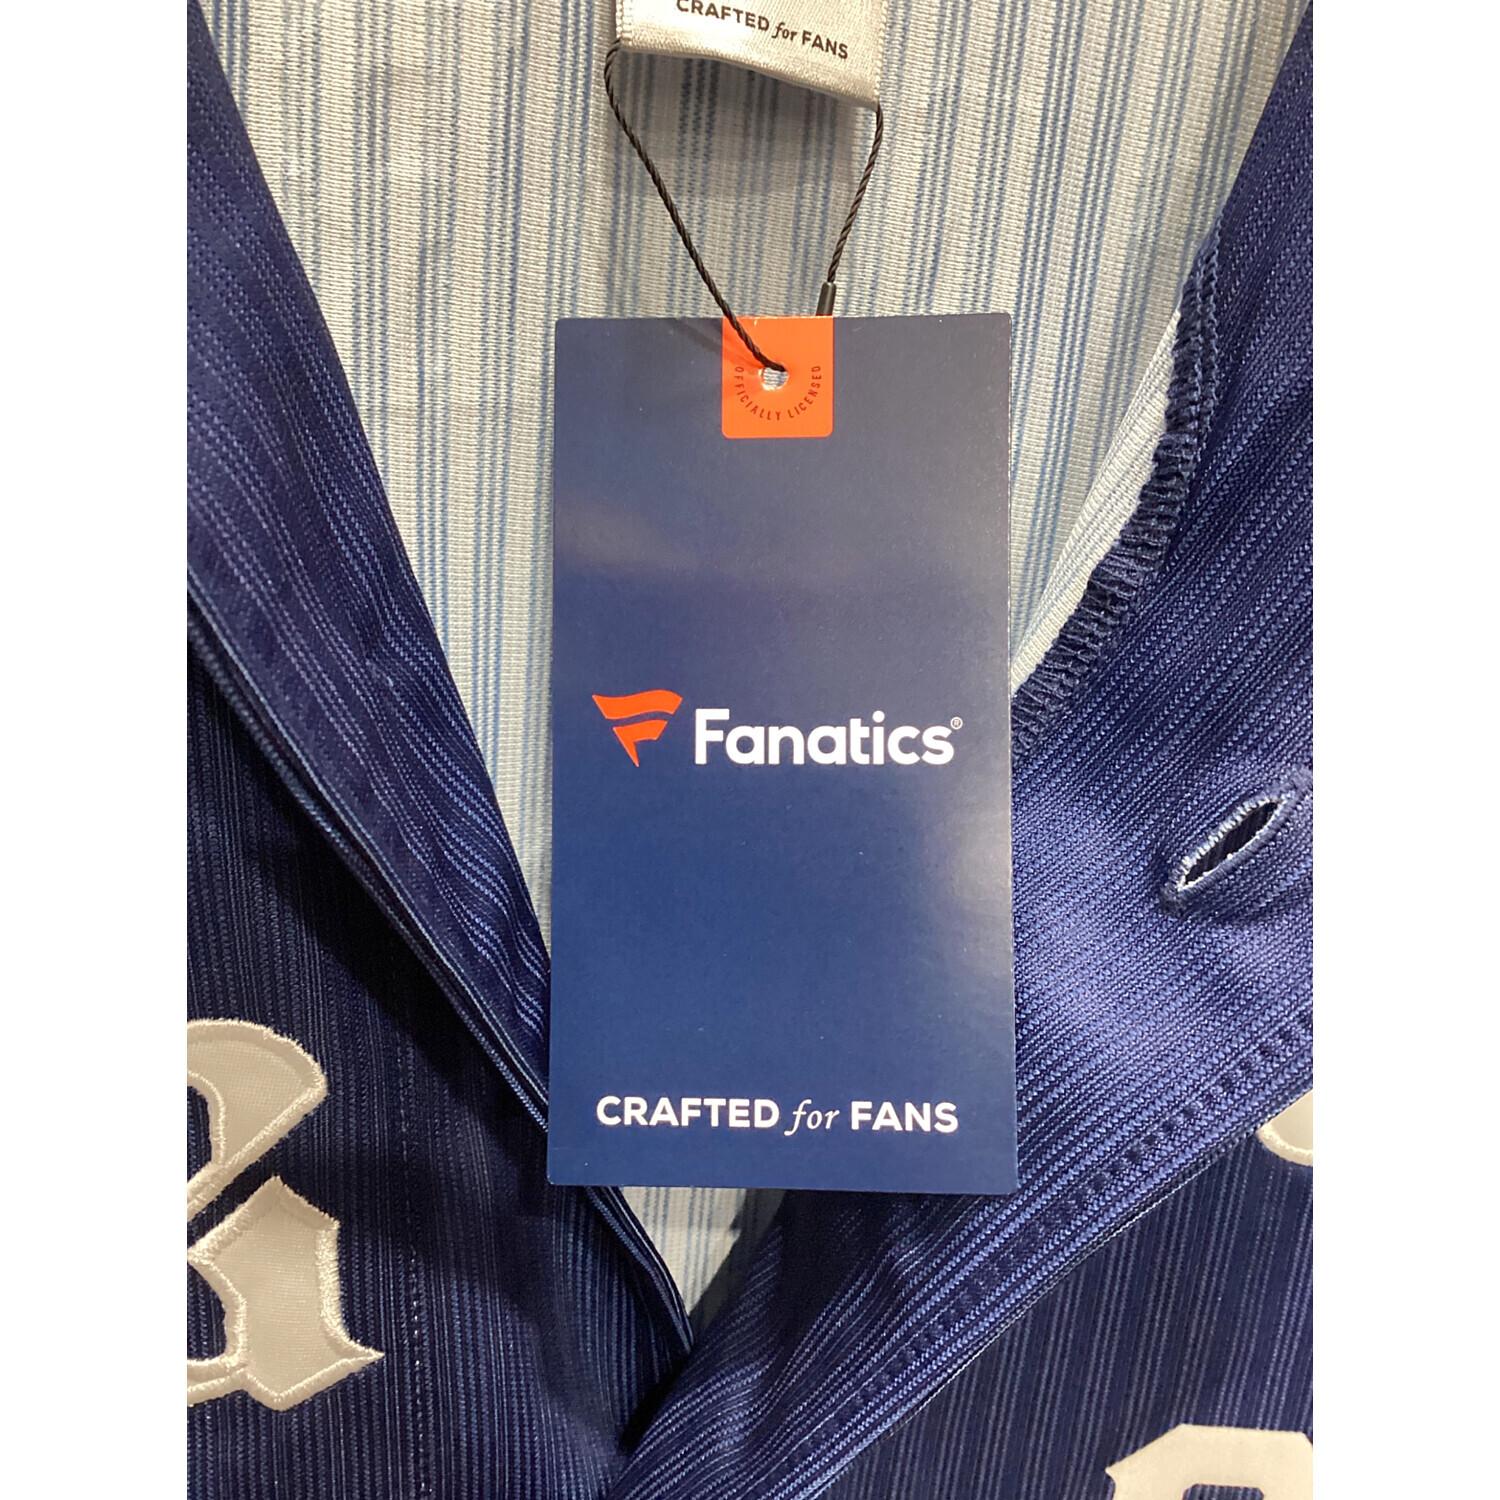 CRAFTED for FANS
OFFICIALLY LICENSED
Fanatics®
CRAFTED for FANS